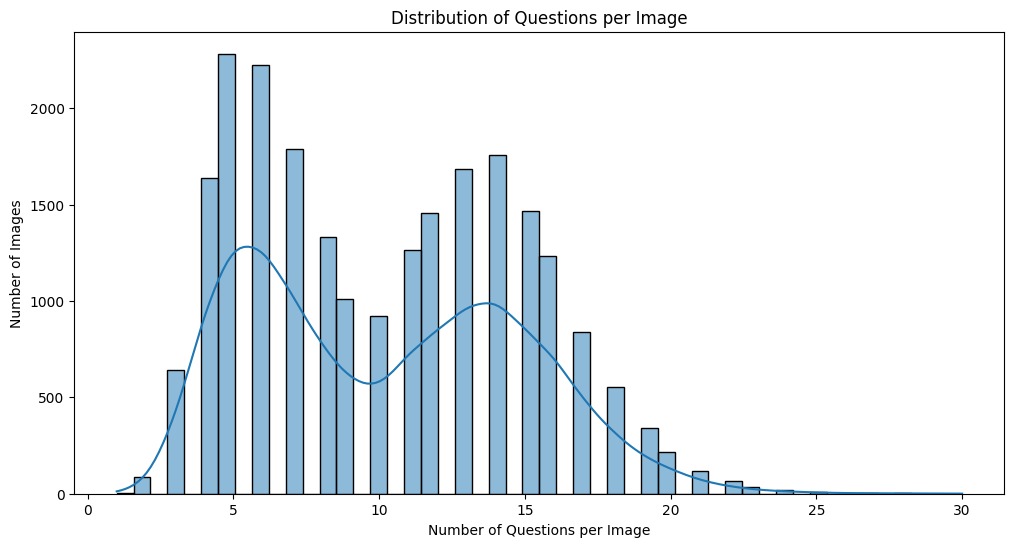 Distribution of Questions per Image
Number of Images
2000
1500
1000
500
0
0 5 10 15 20 25 30
Number of Questions per Image